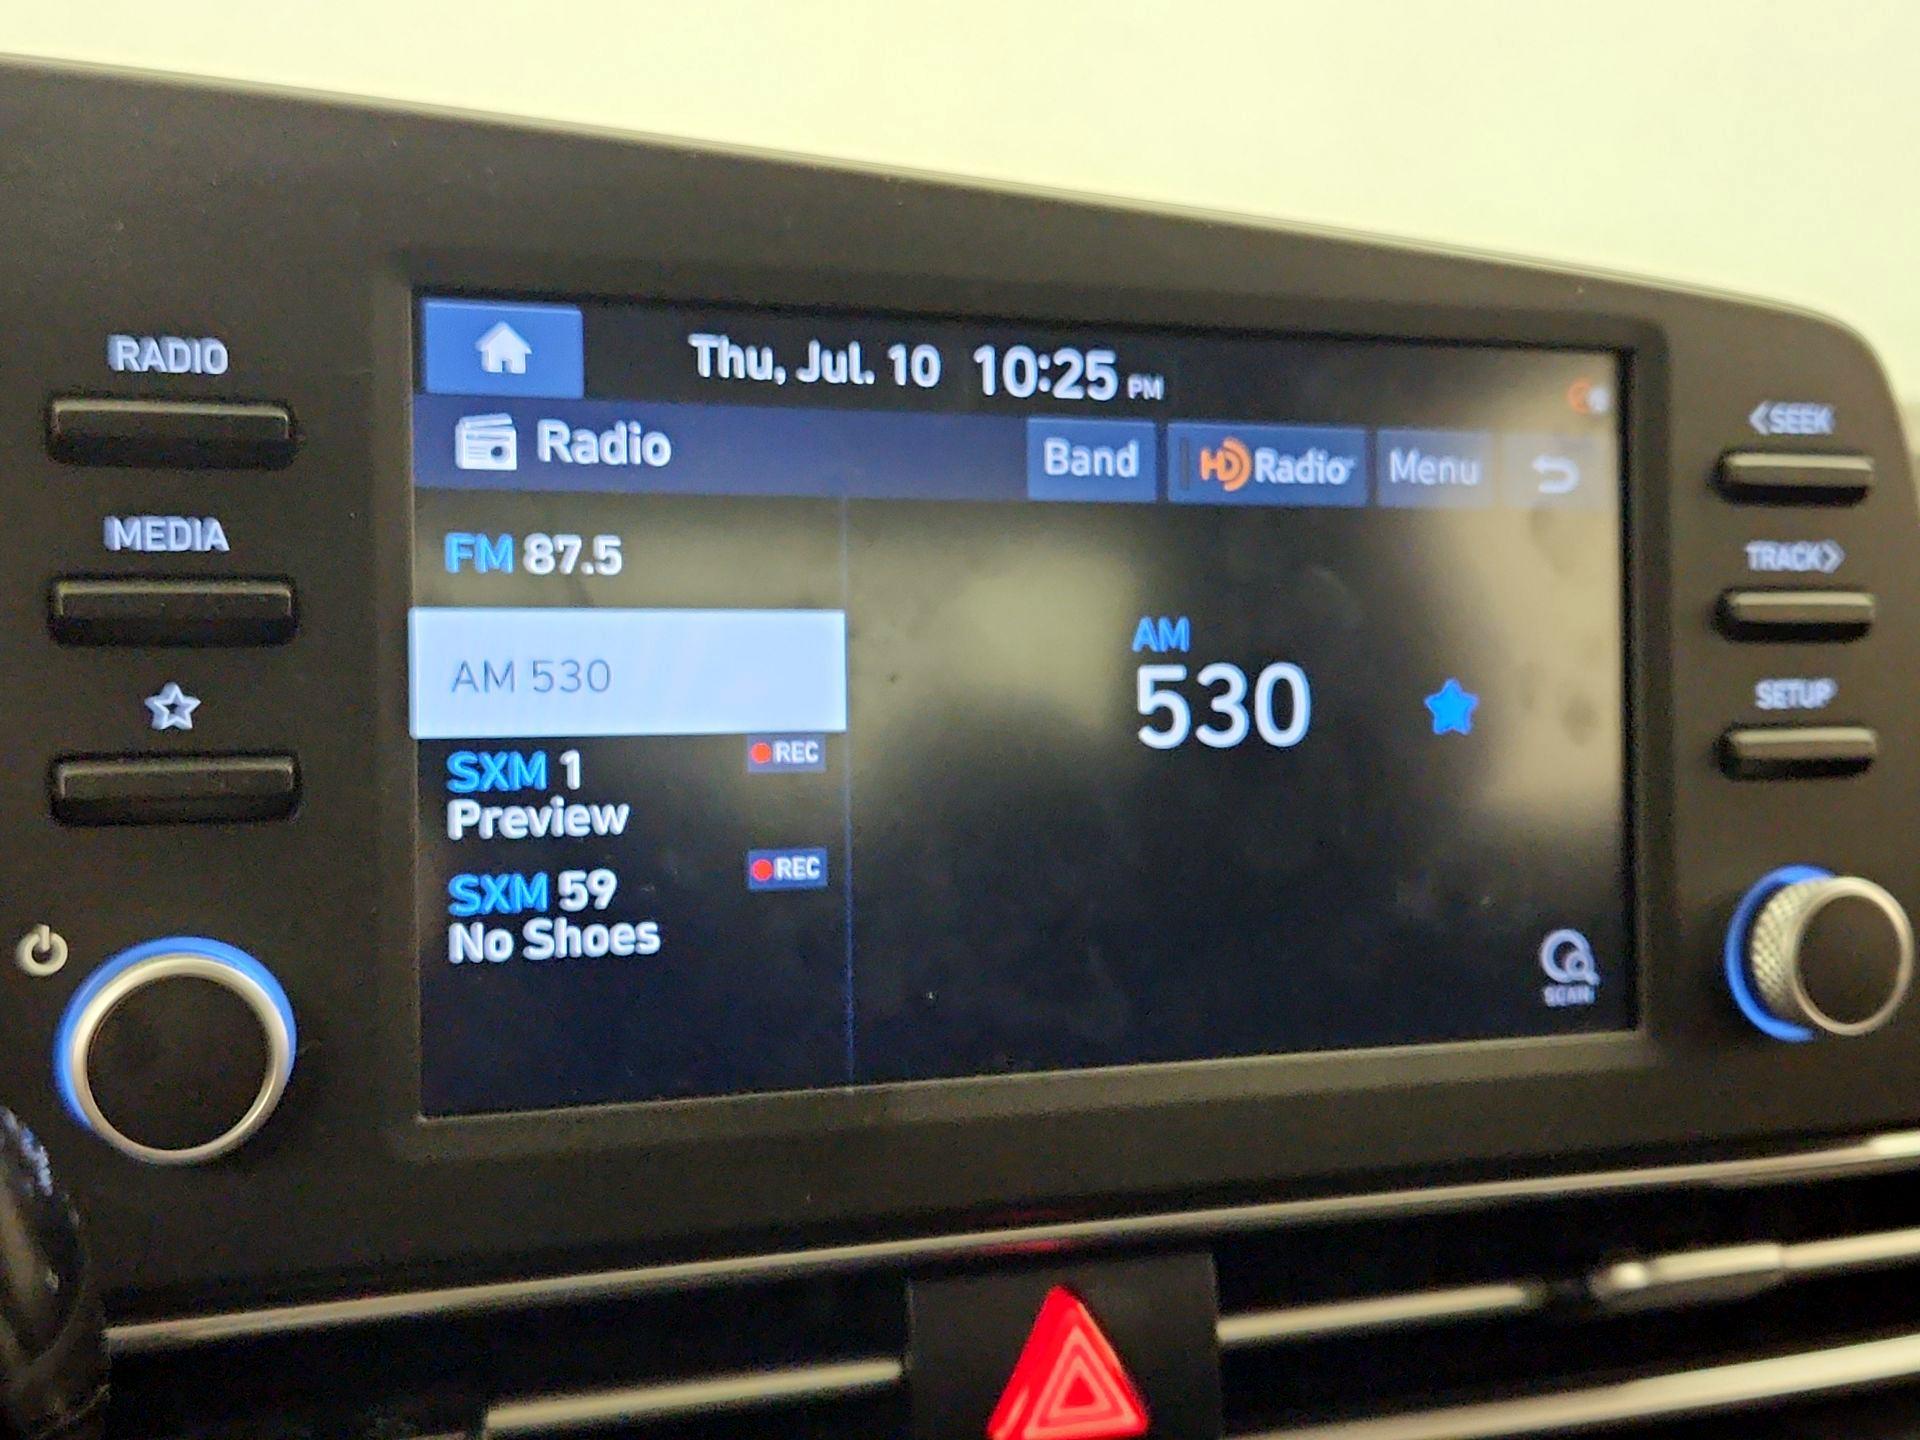 RADIO
MEDIA
Thu, Jul. 10 10:25 PM
Radio
Band
HD Radio
Menu
FM 87.5
AM 530
SXM 1
REC
Preview
SXM 59
REC
No Shoes
AM
530
SCAN
<SEEK
TRACK>
SETUP